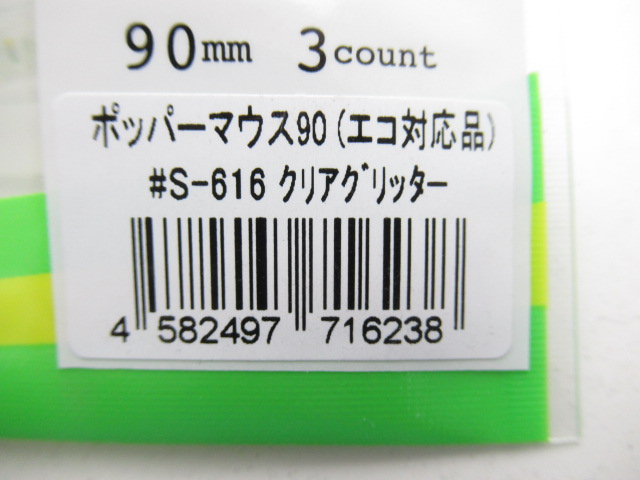 90mm 3count
ポッパーマウス90(エコ対応品)
#S-616 クリアグリッター
4 582497 716238